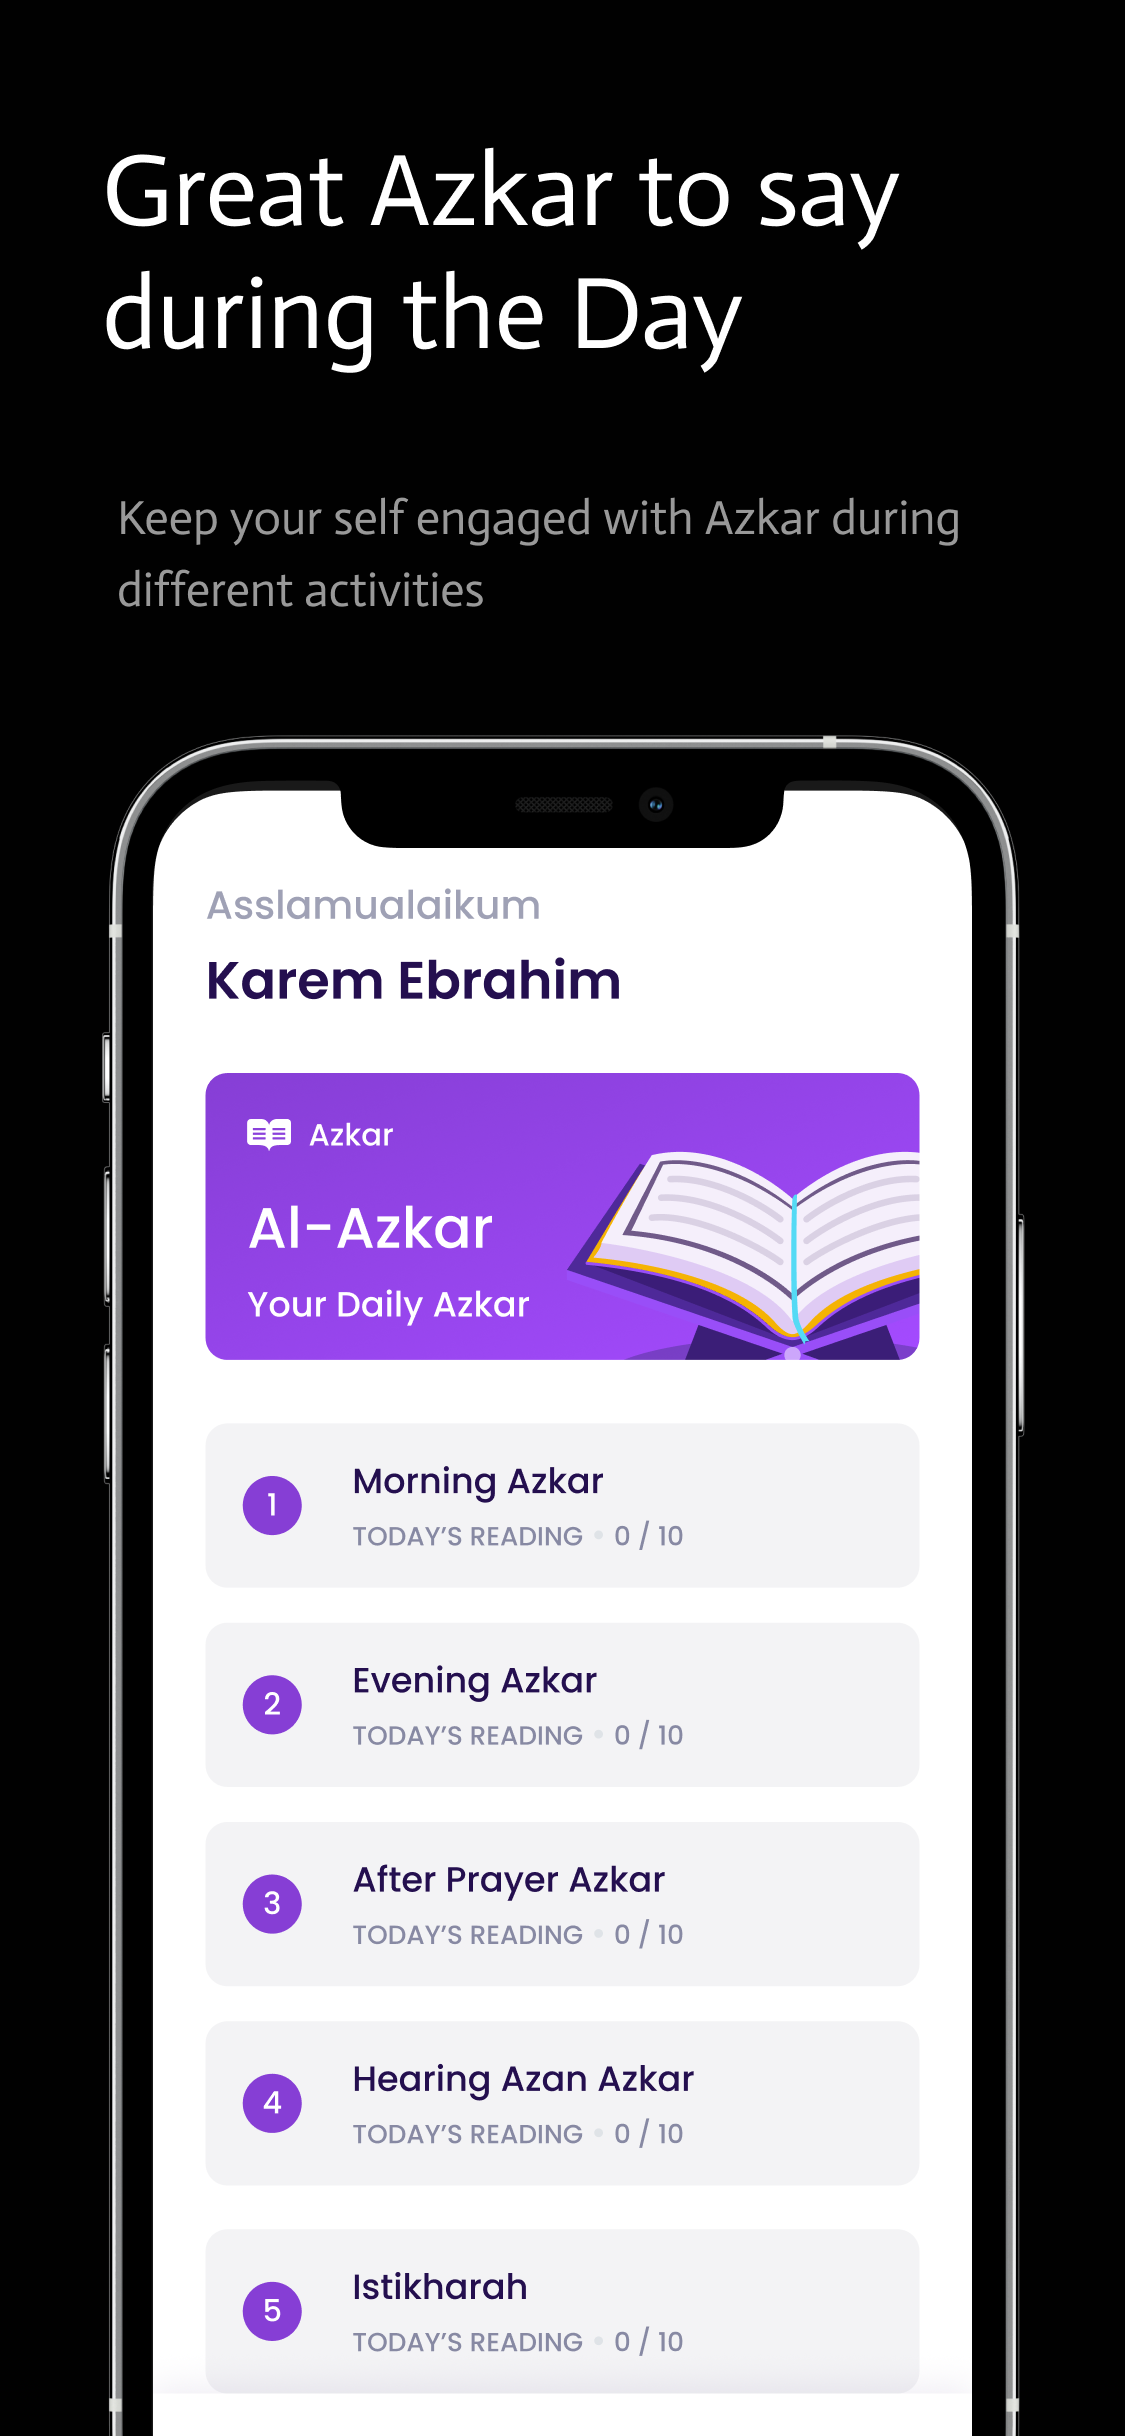 Great Azkar to say
during the Day
Keep your self engaged with Azkar during
different activities
Asslamualaikum
Karem Ebrahim
Azkar
Al-Azkar
Your Daily Azkar
1
Morning Azkar
TODAY’S READING • 0 / 10
2
Evening Azkar
TODAY’S READING • 0 / 10
3
After Prayer Azkar
TODAY’S READING • 0 / 10
4
Hearing Azan Azkar
TODAY’S READING • 0 / 10
5
Istikharah
TODAY’S READING • 0 / 10